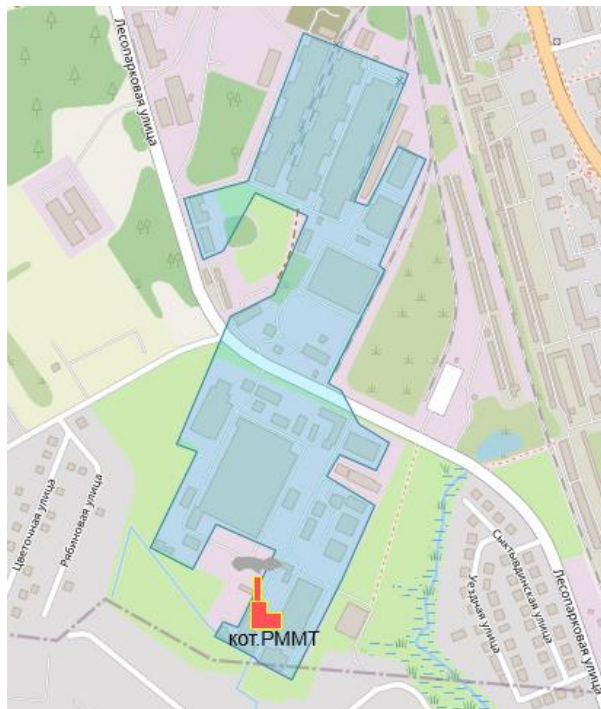 Лесопарковая улица
Цветочная улица
Рябиновая улица
Сыктывдинская улица
Уездная улица
Лесопарковая улица
кот.РММТ